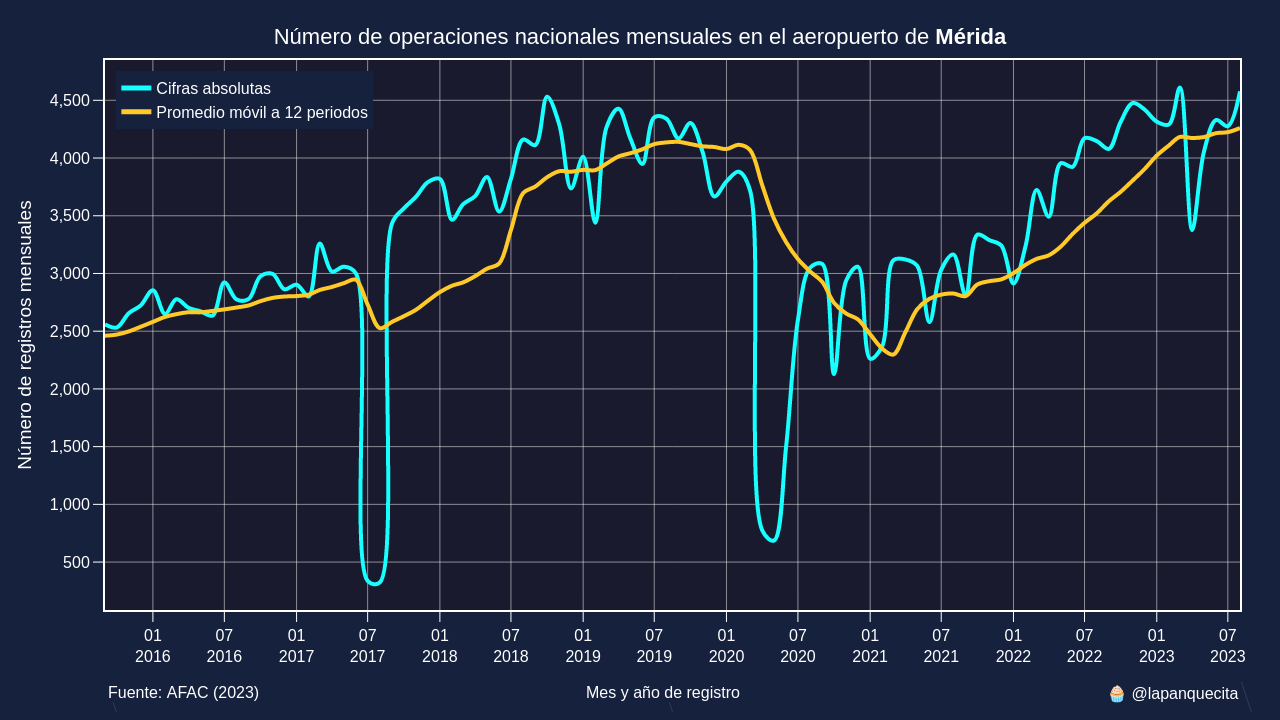 Número de operaciones nacionales mensuales en el aeropuerto de Mérida
Cifras absolutas
Promedio móvil a 12 periodos
Número de registros mensuales
4,500
4,000
3,500
3,000
2,500
2,000
1,500
1,000
500
01 07 01 07 01 07 01 07 01 07 01 07 01 07 01 07
2016 2016 2017 2017 2018 2018 2019 2019 2020 2020 2021 2021 2022 2022 2023 2023
Fuente: AFAC (2023) Mes y año de registro 🧁 @lapanquecita